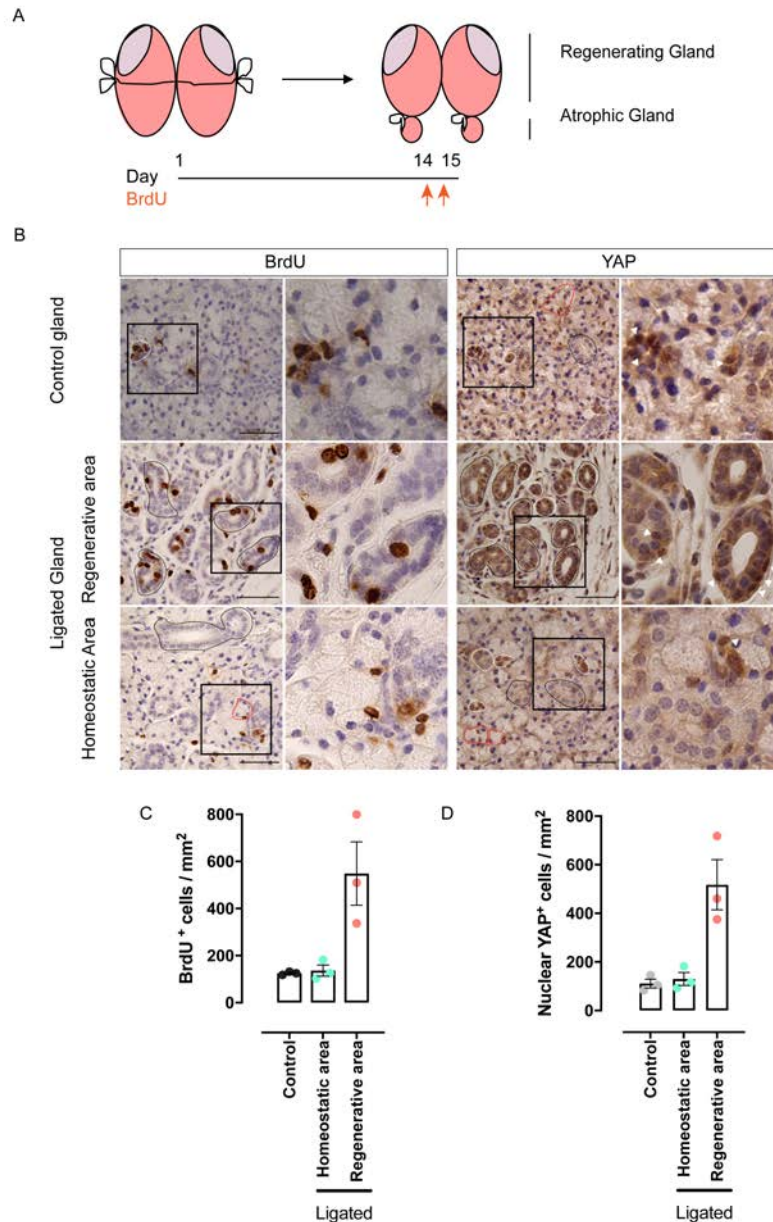 A
Regenerating Gland
Atrophic Gland
1
14
15
Day
BrdU
B
BrdU
YAP
Control gland
Ligated Gland
Regenerative area
Homeostatic Area
C
800
600
400
200
0
BrdU + cells / mm2
Control
Homeostatic area
Regenerative area
Ligated
D
800
600
400
200
0
Nuclear YAP+ cells / mm2
Control
Homeostatic area
Regenerative area
Ligated